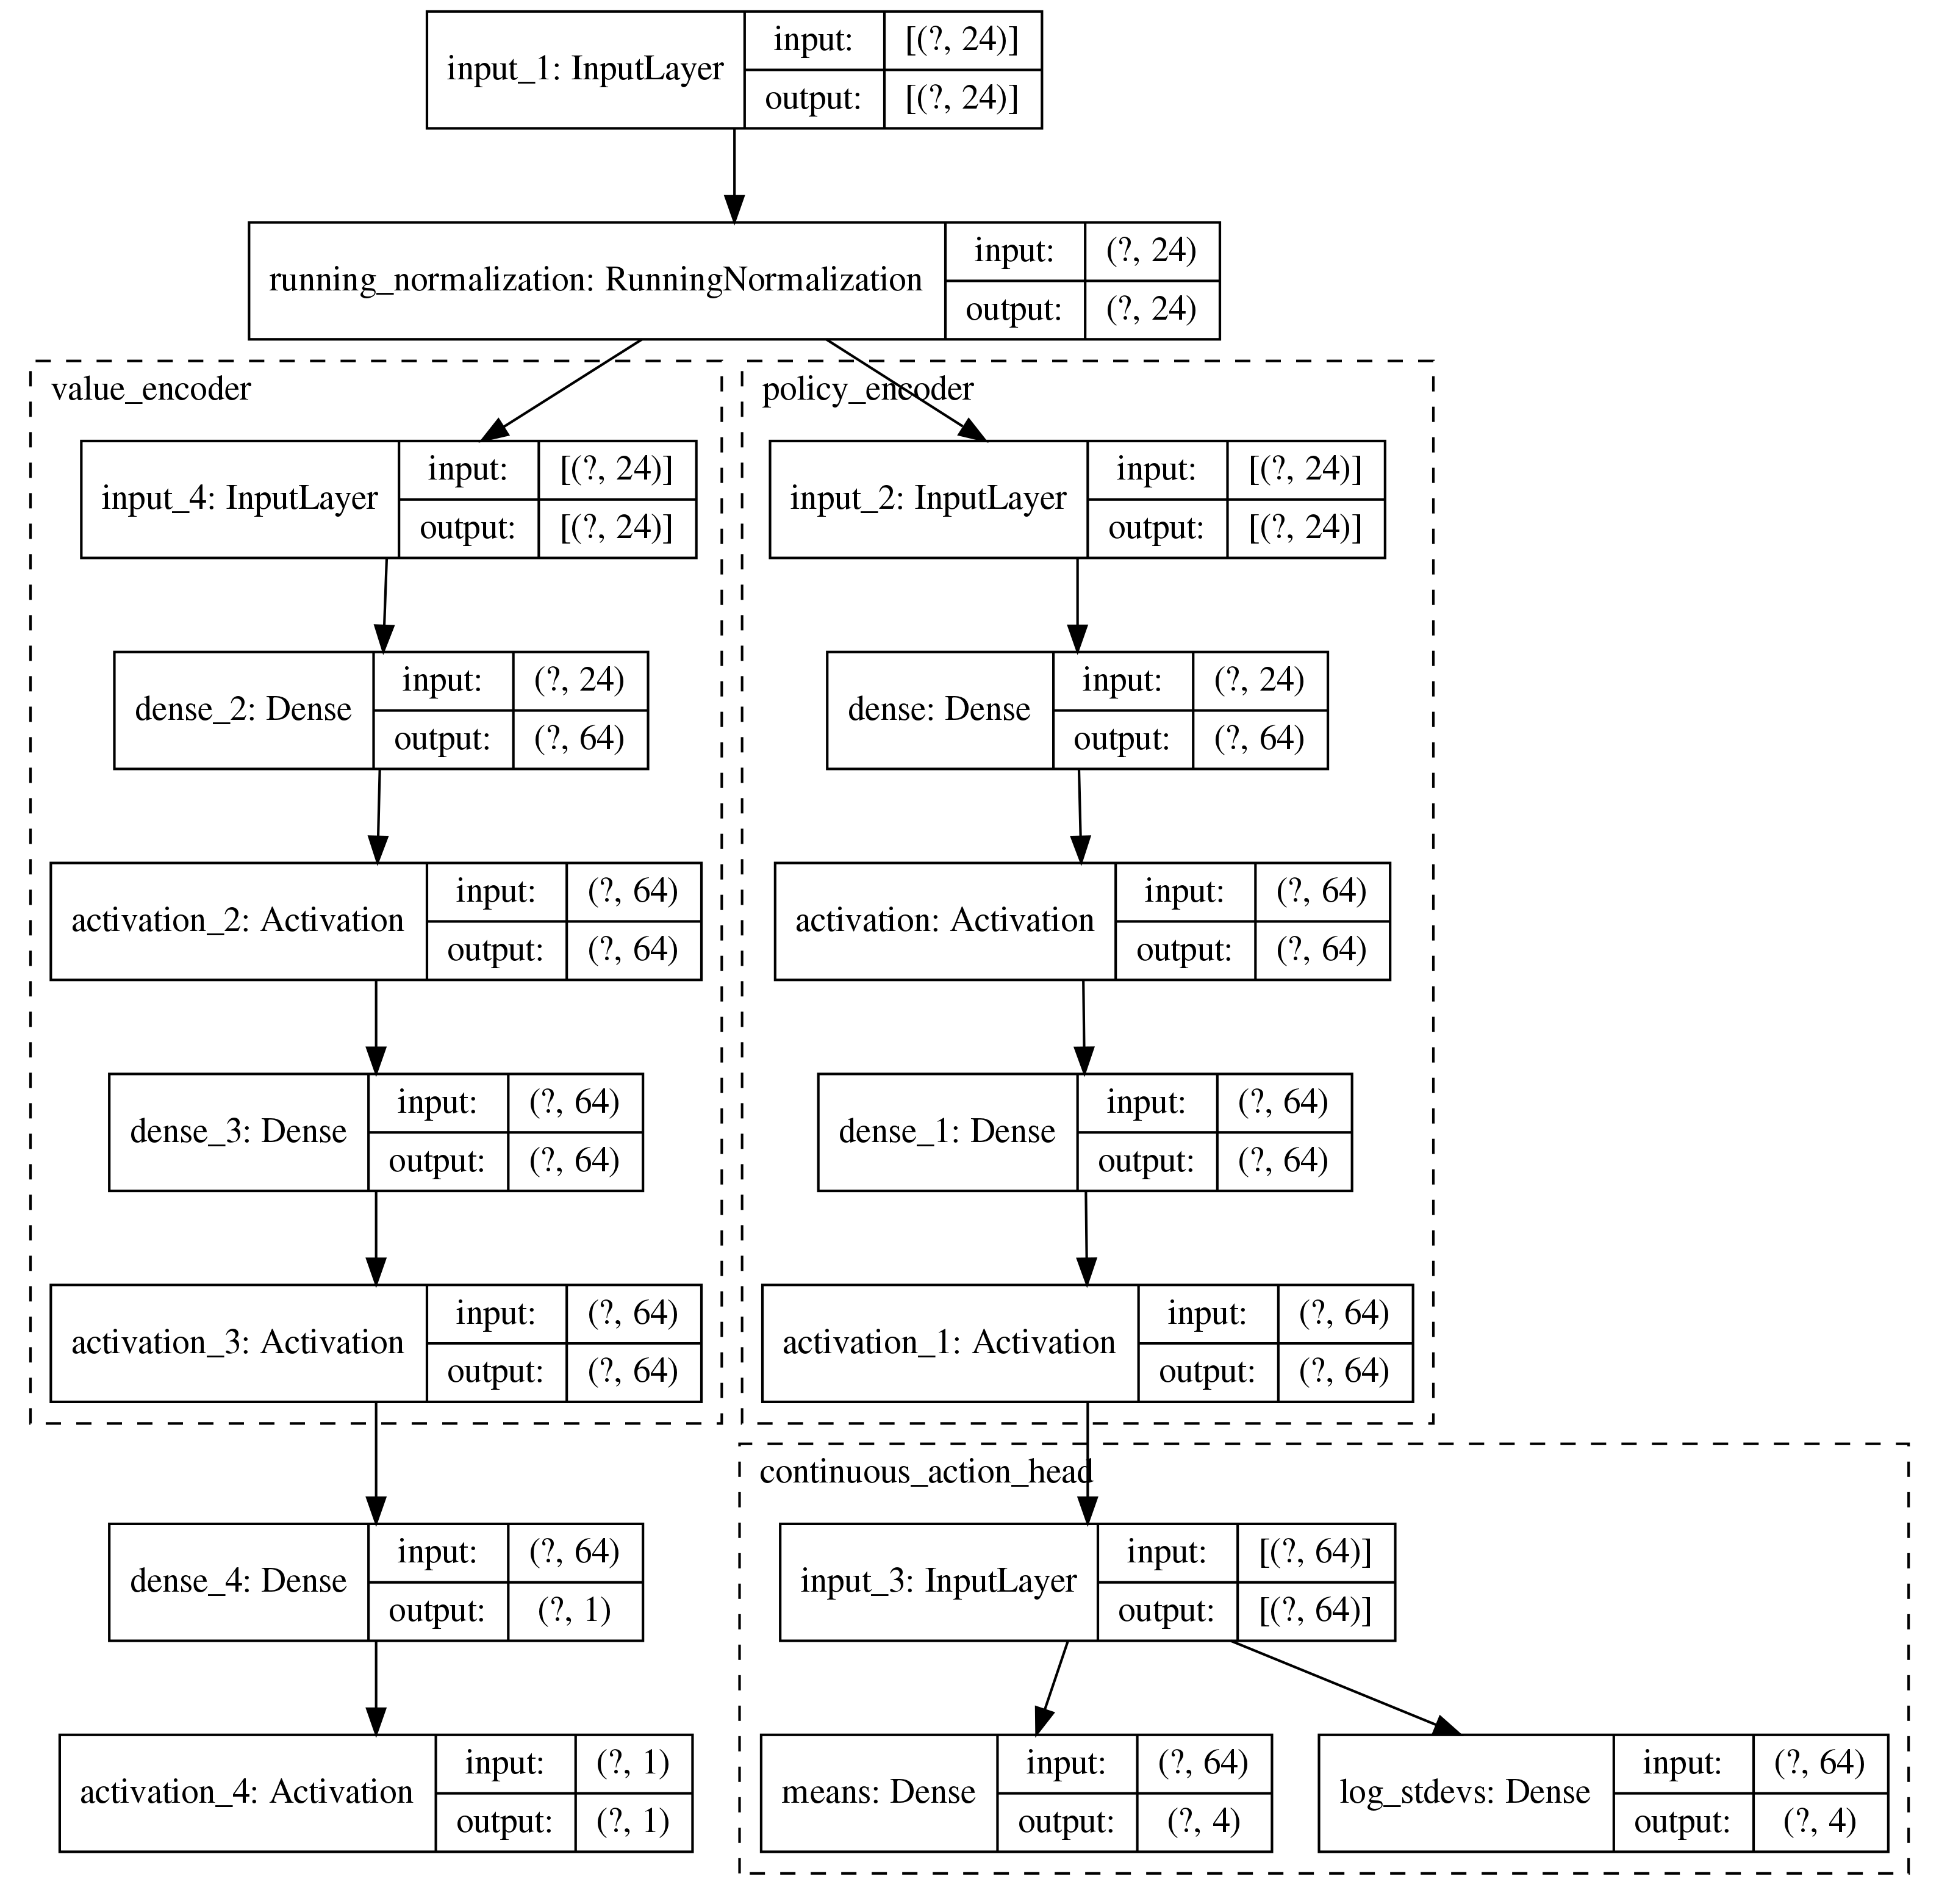 input_1: InputLayer
input:
[(?, 24)]
output:
[(?, 24)]
running_normalization: RunningNormalization
input:
(?, 24)
output:
(?, 24)
value_encoder
input_4: InputLayer
input:
[(?, 24)]
output:
[(?, 24)]
dense_2: Dense
input:
(?, 24)
output:
(?, 64)
activation_2: Activation
input:
(?, 64)
output:
(?, 64)
dense_3: Dense
input:
(?, 64)
output:
(?, 64)
activation_3: Activation
input:
(?, 64)
output:
(?, 64)
dense_4: Dense
input:
(?, 64)
output:
(?, 1)
activation_4: Activation
input:
(?, 1)
output:
(?, 1)
policy_encoder
input_2: InputLayer
input:
[(?, 24)]
output:
[(?, 24)]
dense: Dense
input:
(?, 24)
output:
(?, 64)
activation: Activation
input:
(?, 64)
output:
(?, 64)
dense_1: Dense
input:
(?, 64)
output:
(?, 64)
activation_1: Activation
input:
(?, 64)
output:
(?, 64)
continuous_action_head
input_3: InputLayer
input:
[(?, 64)]
output:
[(?, 64)]
means: Dense
input:
(?, 64)
output:
(?, 4)
log_stdevs: Dense
input:
(?, 64)
output:
(?, 4)